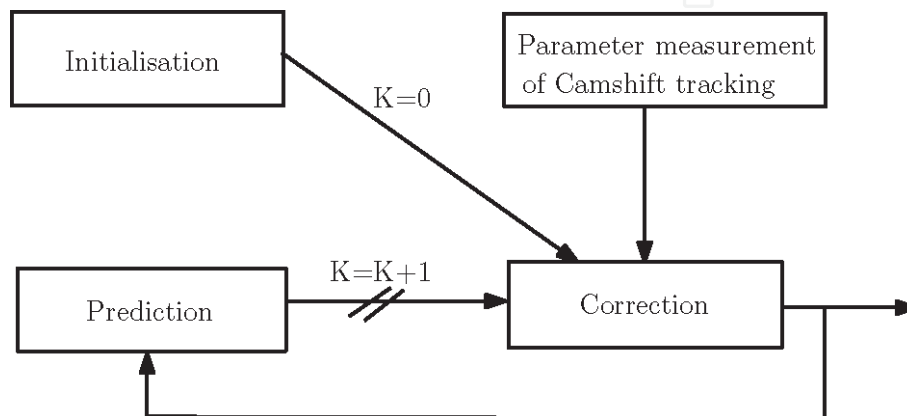 Initialisation
Parameter measurement
of Camshift tracking
K=0
K=K+1
Prediction
Correction